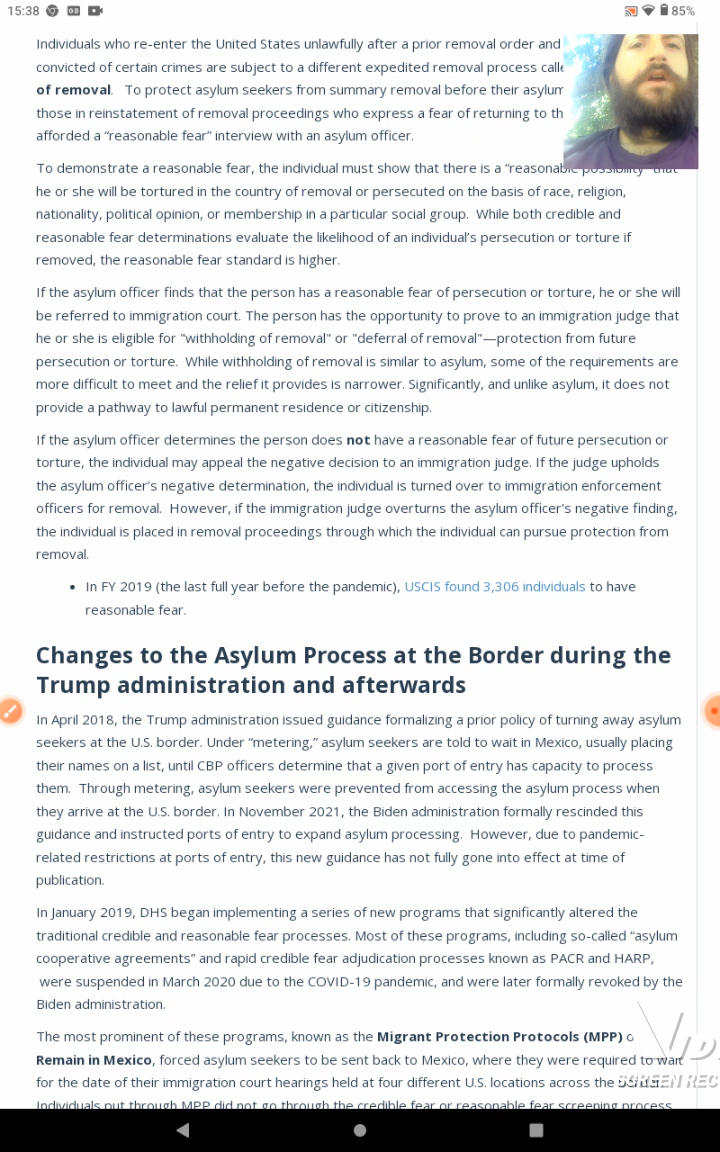 15:38
85%
Individuals who re-enter the United States unlawfully after a prior removal order and
convicted of certain crimes are subject to a different expedited removal process calle
of removal.   To protect asylum seekers from summary removal before their asylum
those in reinstatement of removal proceedings who express a fear of returning to th
afforded a “reasonable fear” interview with an asylum officer.
To demonstrate a reasonable fear, the individual must show that there is a “reasonable possibility” that
he or she will be tortured in the country of removal or persecuted on the basis of race, religion,
nationality, political opinion, or membership in a particular social group.  While both credible and
reasonable fear determinations evaluate the likelihood of an individual’s persecution or torture if
removed, the reasonable fear standard is higher.
If the asylum officer finds that the person has a reasonable fear of persecution or torture, he or she will
be referred to immigration court. The person has the opportunity to prove to an immigration judge that
he or she is eligible for "withholding of removal" or "deferral of removal"—protection from future
persecution or torture.  While withholding of removal is similar to asylum, some of the requirements are
more difficult to meet and the relief it provides is narrower. Significantly, and unlike asylum, it does not
provide a pathway to lawful permanent residence or citizenship.
If the asylum officer determines the person does not have a reasonable fear of future persecution or
torture, the individual may appeal the negative decision to an immigration judge. If the judge upholds
the asylum officer’s negative determination, the individual is turned over to immigration enforcement
officers for removal.  However, if the immigration judge overturns the asylum officer’s negative finding,
the individual is placed in removal proceedings through which the individual can pursue protection from
removal.
• In FY 2019 (the last full year before the pandemic), USCIS found 3,306 individuals to have
reasonable fear.
Changes to the Asylum Process at the Border during the
Trump administration and afterwards
In April 2018, the Trump administration issued guidance formalizing a prior policy of turning away asylum
seekers at the U.S. border. Under “metering,” asylum seekers are told to wait in Mexico, usually placing
their names on a list, until CBP officers determine that a given port of entry has capacity to process
them.  Through metering, asylum seekers were prevented from accessing the asylum process when
they arrive at the U.S. border. In November 2021, the Biden administration formally rescinded this
guidance and instructed ports of entry to expand asylum processing.  However, due to pandemic-
related restrictions at ports of entry, this new guidance has not fully gone into effect at time of
publication.
In January 2019, DHS began implementing a series of new programs that significantly altered the
traditional credible and reasonable fear processes. Most of these programs, including so-called “asylum
cooperative agreements” and rapid credible fear adjudication processes known as PACR and HARP,
were suspended in March 2020 due to the COVID-19 pandemic, and were later formally revoked by the
Biden administration.
The most prominent of these programs, known as the Migrant Protection Protocols (MPP) o
Remain in Mexico, forced asylum seekers to be sent back to Mexico, where they were required to wait
for the date of their immigration court hearings held at four different U.S. locations across the border.
SCREEN REC
Individuals put through MPP did not go through the credible fear or reasonable fear screening process